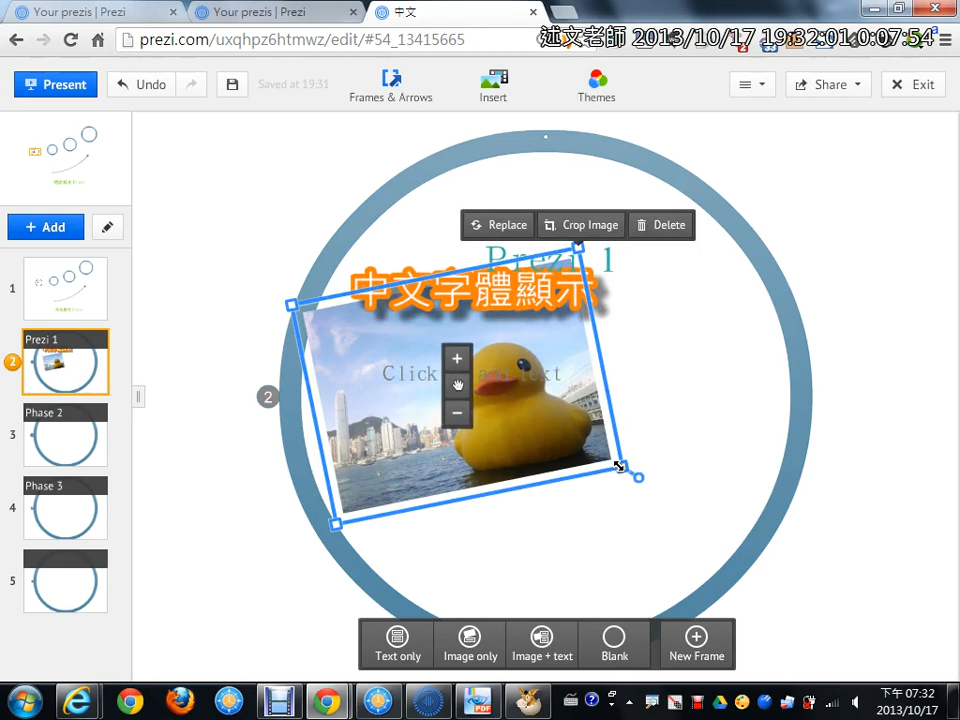 Your prezis | Prezi
Your prezis | Prezi
中文
prezi.com/uxqhpz6htmwz/edit/#54_13415665
述文老師 2013/10/17 19:32:01.0:07:54
Present
Undo
Saved at 19:31
Frames & Arrows
Insert
Themes
Share
Exit
+ Add
1
Prezi 1
2
Phase 2
3
Phase 3
4
5
Replace
Crop Image
Delete
Prezi 1
中文字體顯示
Click
text
2
Text only
Image only
Image + text
Blank
New Frame
PDF
下午 07:32
2013/10/17